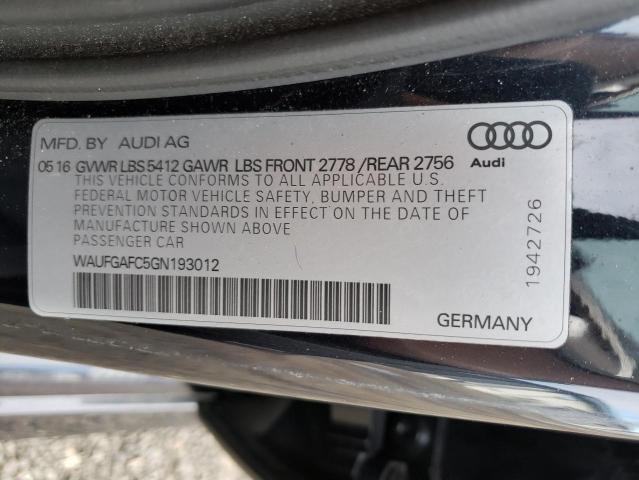 MFD. BY AUDI AG
05 16 GVWR LBS 5412 GAWR LBS FRONT 2778 /REAR 2756
THIS VEHICLE CONFORMS TO ALL APPLICABLE U.S.
FEDERAL MOTOR VEHICLE SAFETY, BUMPER AND THEFT
PREVENTION STANDARDS IN EFFECT ON THE DATE OF
MANUFACTURE SHOWN ABOVE
PASSENGER CAR
WAUFGAFC5GN193012
Audi
1942726
GERMANY